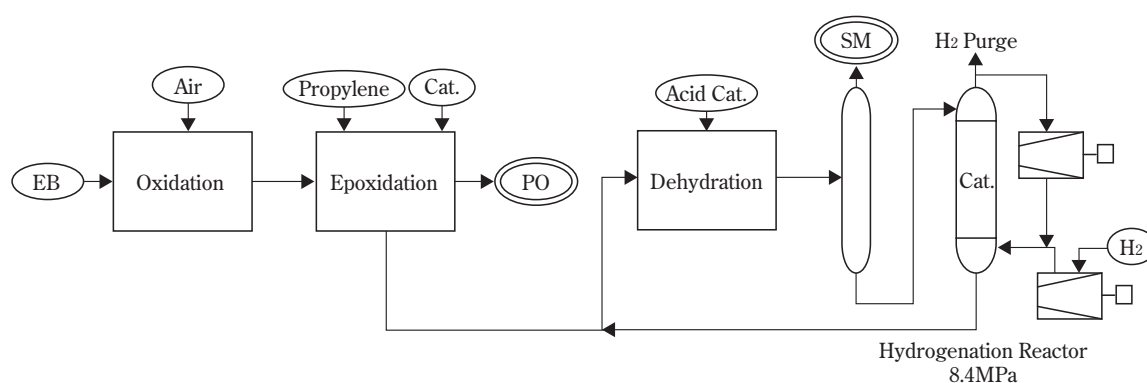 SM
H2 Purge
Air
Propylene
Cat.
Acid Cat.
EB
Oxidation
Epoxidation
PO
Dehydration
Cat.
H2
Hydrogenation Reactor
8.4MPa